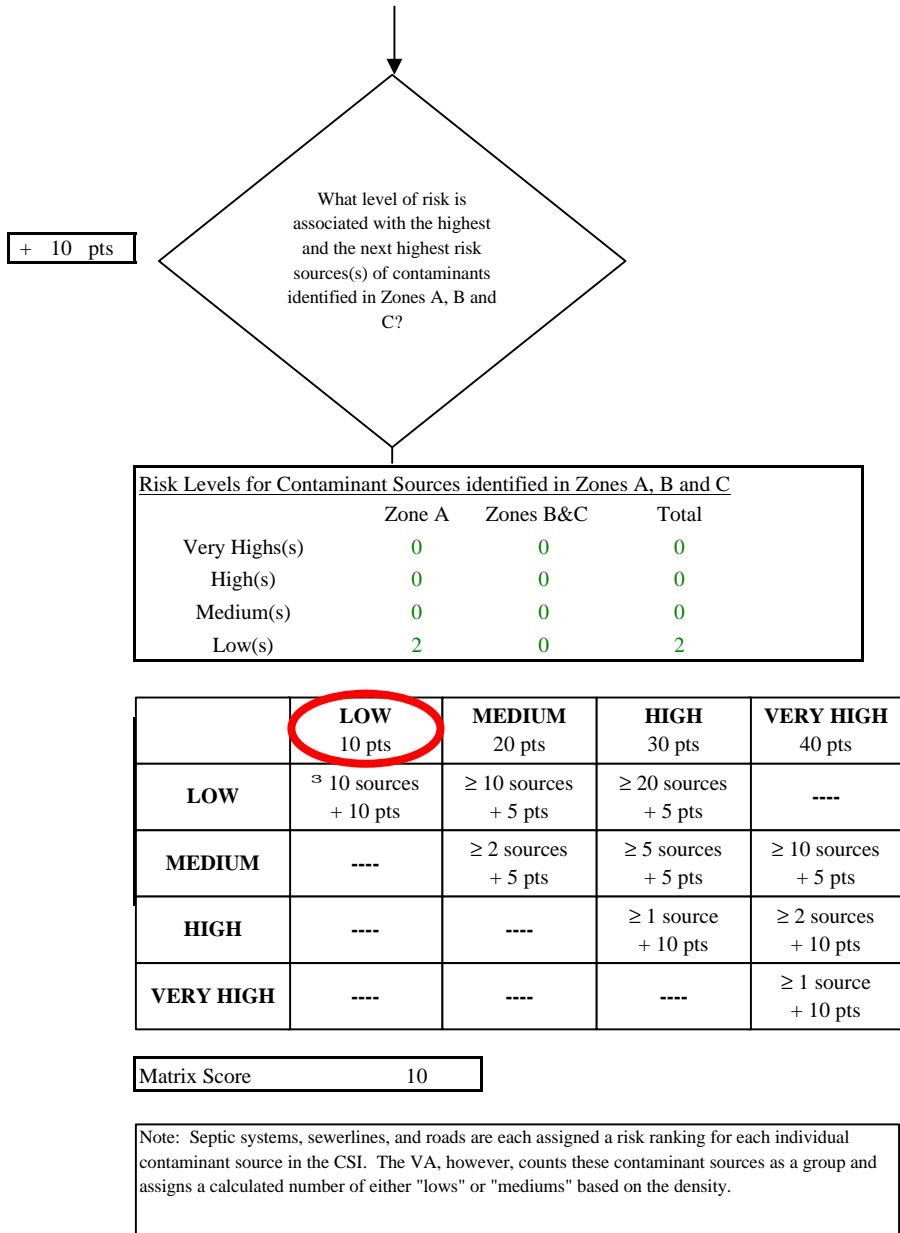 What level of risk is
associated with the highest
and the next highest risk
sources(s) of contaminants
identified in Zones A, B and
C?
+ 10 pts
Risk Levels for Contaminant Sources identified in Zones A, B and C
Zone A Zones B&C Total
Very Highs(s) 0 0 0
High(s) 0 0 0
Medium(s) 0 0 0
Low(s) 2 0 2
LOW MEDIUM HIGH VERY HIGH
10 pts 20 pts 30 pts 40 pts
LOW ³ 10 sources ≥ 10 sources ≥ 20 sources ----
+ 10 pts + 5 pts + 5 pts
MEDIUM ---- ≥ 2 sources ≥ 5 sources ≥ 10 sources
+ 5 pts + 5 pts + 5 pts
HIGH ---- ---- ≥ 1 source ≥ 2 sources
+ 10 pts + 10 pts
VERY HIGH ---- ---- ---- ≥ 1 source
+ 10 pts
Matrix Score 10
Note: Septic systems, sewerlines, and roads are each assigned a risk ranking for each individual
contaminant source in the CSI. The VA, however, counts these contaminant sources as a group and
assigns a calculated number of either "lows" or "mediums" based on the density.